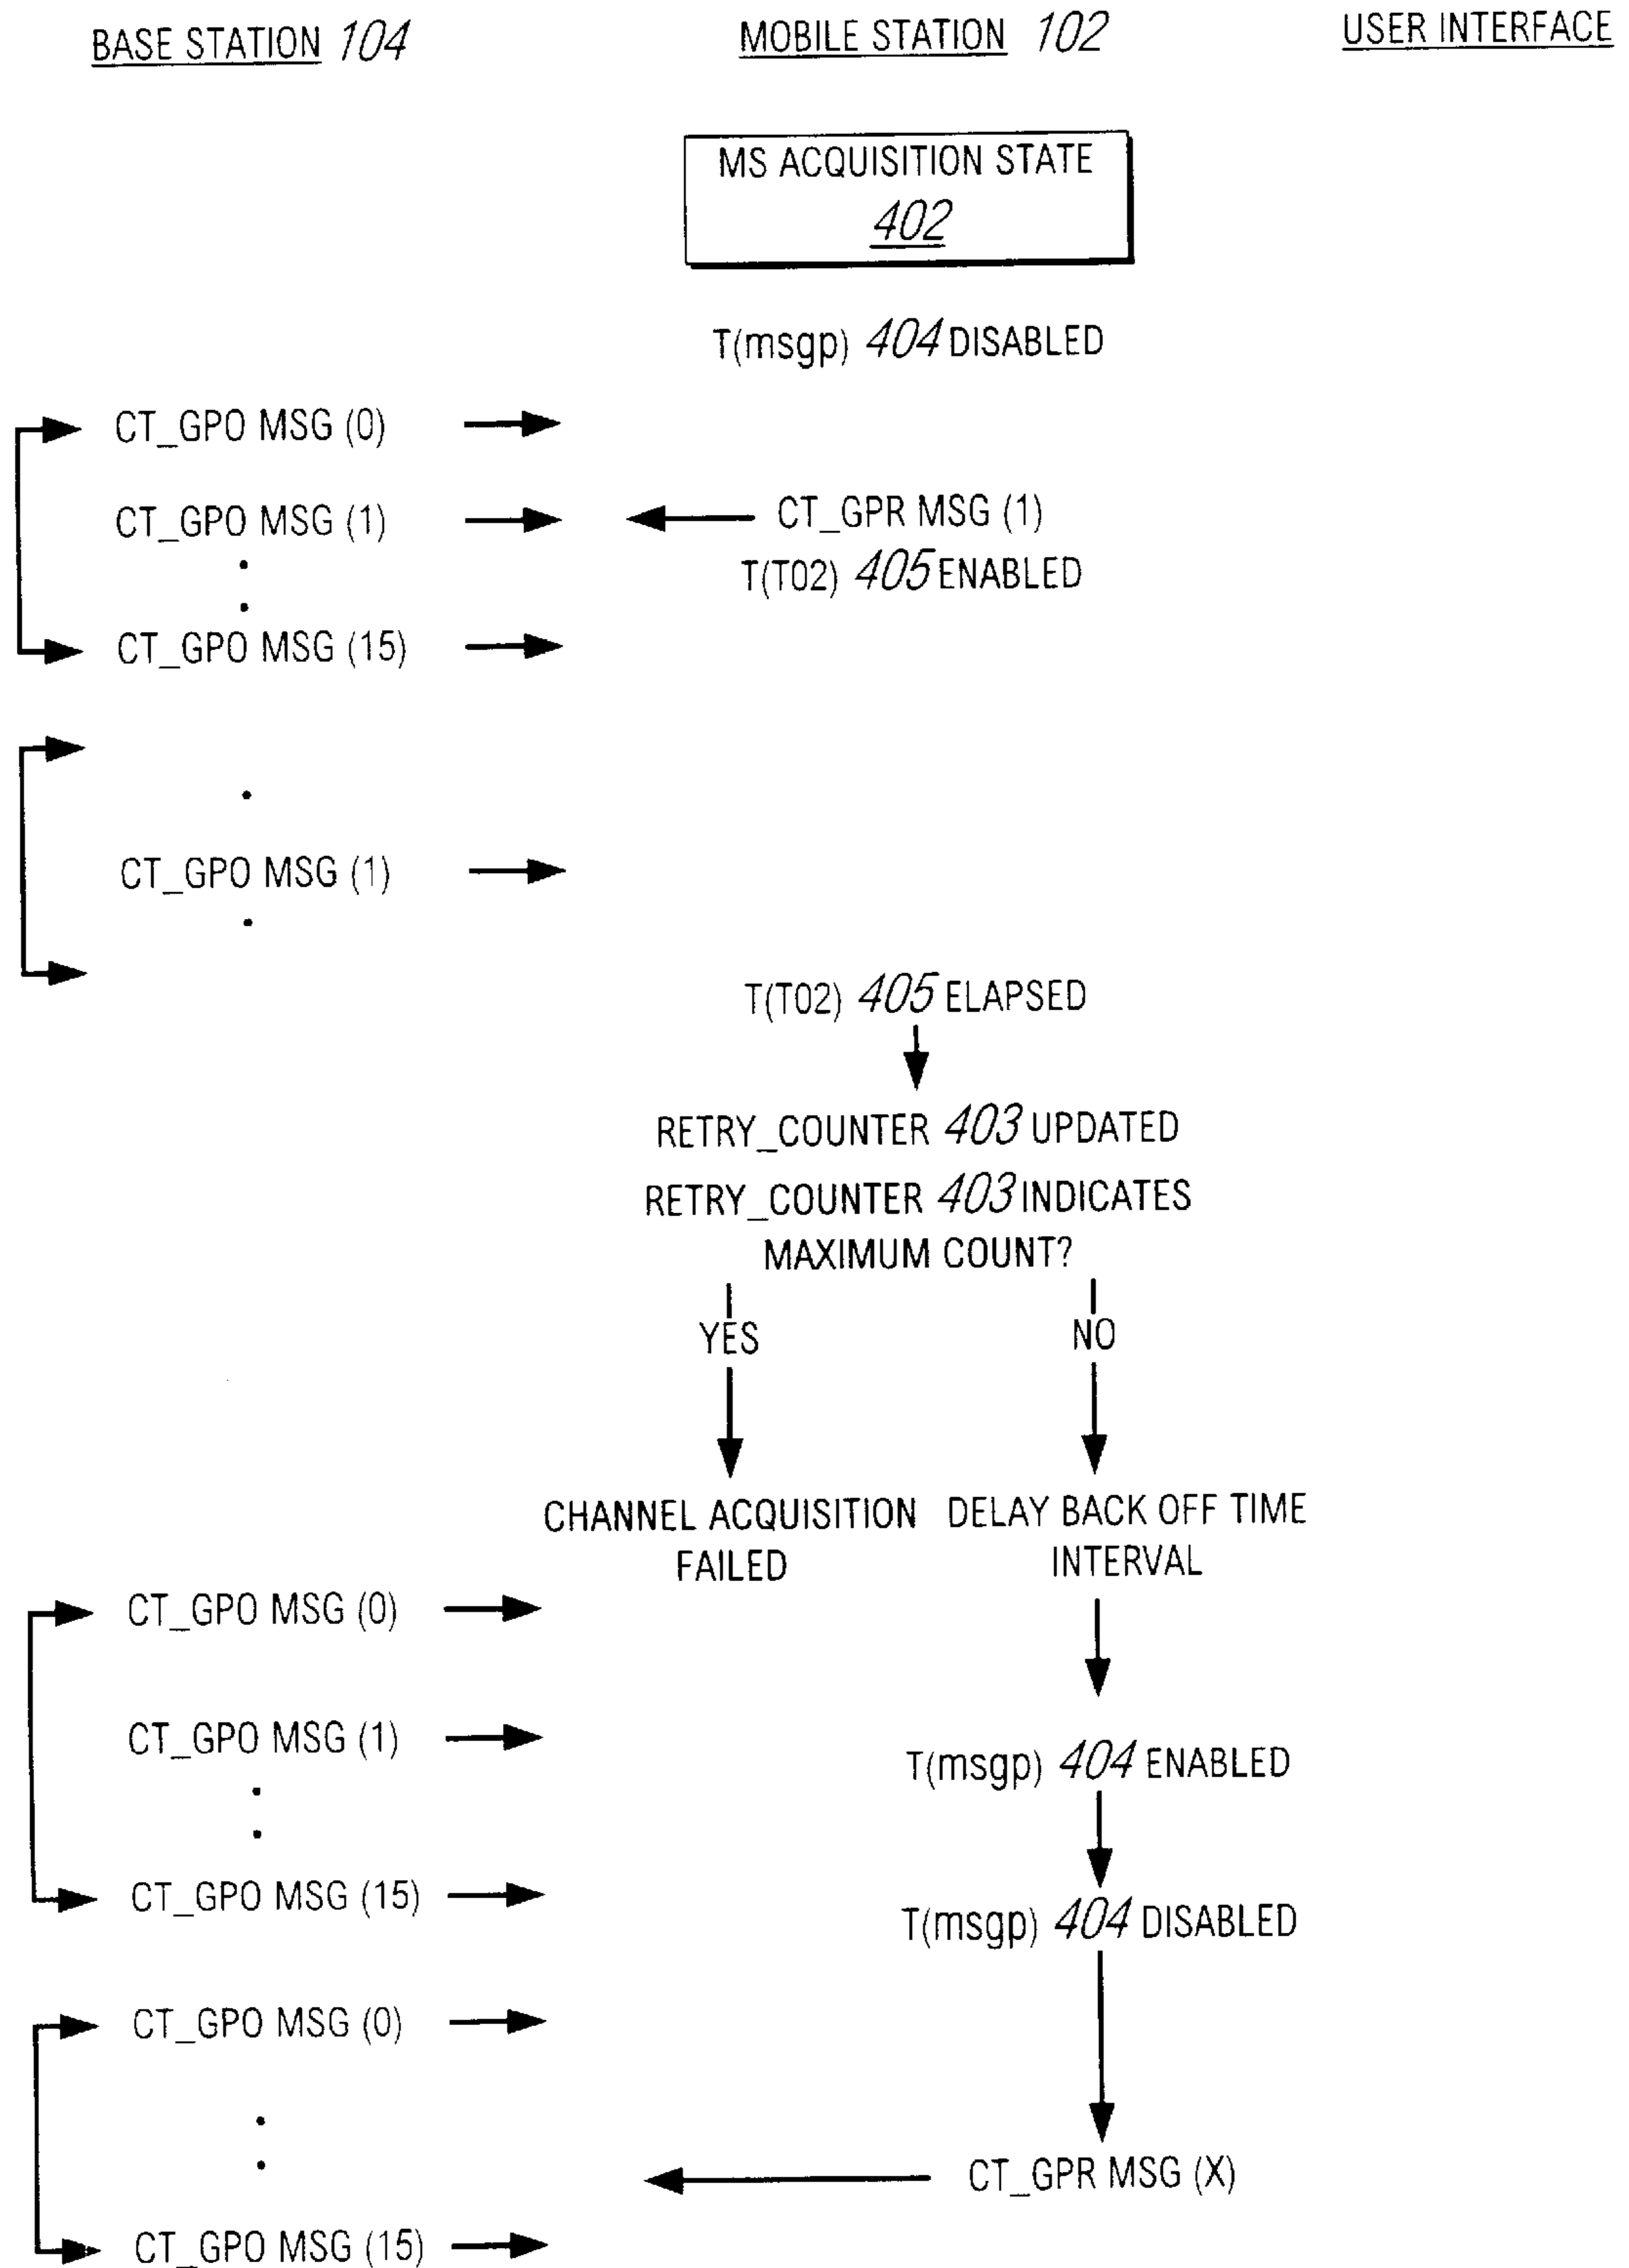 BASE STATION 104
MOBILE STATION 102
USER INTERFACE
MS ACQUISITION STATE
402
T(msgp) 404 DISABLED
CT_GPO MSG (0)
CT_GPO MSG (1)
CT_GPR MSG (1)
T(T02) 405 ENABLED
CT_GPO MSG (15)
CT_GPO MSG (1)
T(T02) 405 ELAPSED
RETRY_COUNTER 403 UPDATED
RETRY_COUNTER 403 INDICATES
MAXIMUM COUNT?
YES
NO
CHANNEL ACQUISITION
FAILED
DELAY BACK OFF TIME
INTERVAL
CT_GPO MSG (0)
CT_GPO MSG (1)
T(msgp) 404 ENABLED
CT_GPO MSG (15)
T(msgp) 404 DISABLED
CT_GPO MSG (0)
CT_GPR MSG (X)
CT_GPO MSG (15)